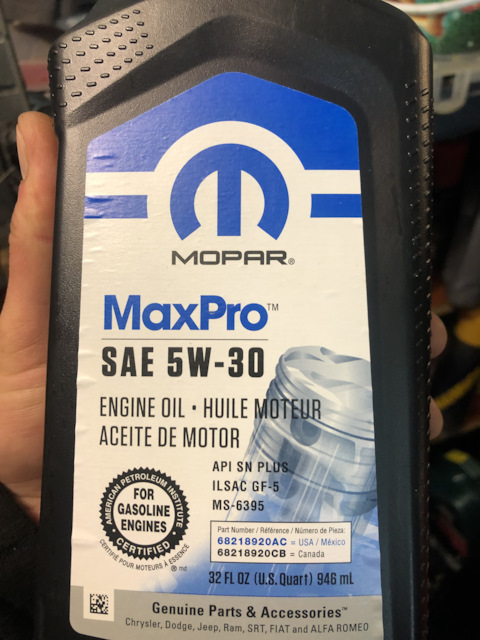 MOPAR®
MaxPro™
SAE 5W-30
ENGINE OIL • HUILE MOTEUR
ACEITE DE MOTOR
API SN PLUS
ILSAC GF-5
MS-6395
AMERICAN PETROLEUM INSTITUTE
FOR
GASOLINE
ENGINES
CERTIFIED
CERTIFIÉ POUR MOTEURS À ESSENCE
® md
Part Number / Référence / Número de Pieza:
68218920AC = USA / México
68218920CB = Canada
32 FL OZ (U.S. Quart) 946 mL
Genuine Parts & Accessories™
Chrysler, Dodge, Jeep, Ram, SRT, FIAT and ALFA ROMEO